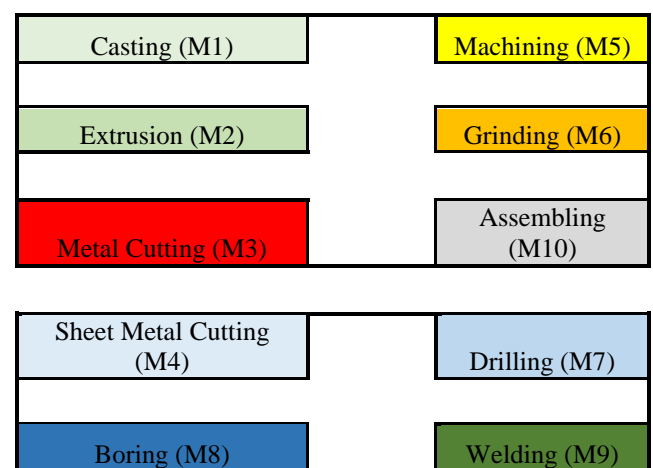 Casting (M1)
Machining (M5)
Extrusion (M2)
Grinding (M6)
Metal Cutting (M3)
Assembling
(M10)
Sheet Metal Cutting
(M4)
Drilling (M7)
Boring (M8)
Welding (M9)